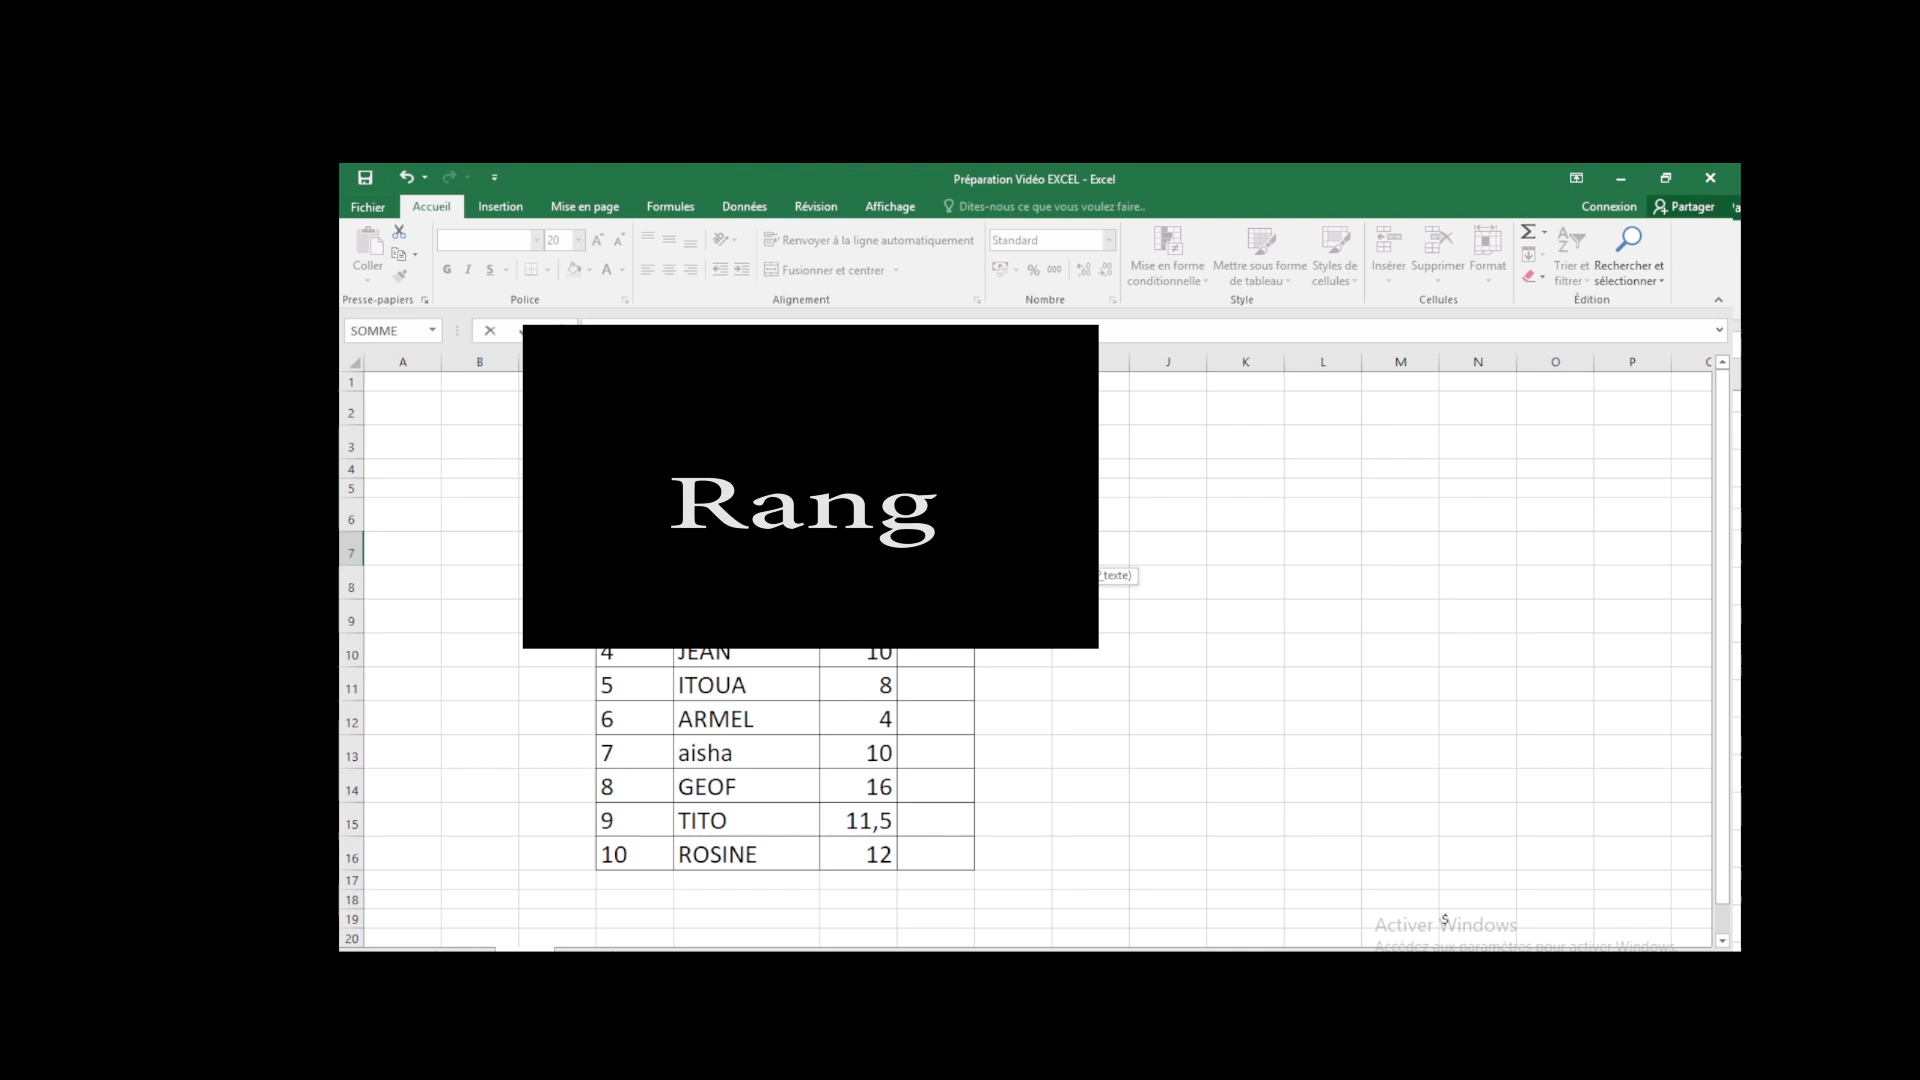 Préparation Vidéo EXCEL - Excel
Fichier Accueil Insertion Mise en page Formules Données Révision Affichage Dites-nous ce que vous voulez faire.. Connexion Partager
20 A A Renvoyer à la ligne automatiquement Standard Σ
Coller G I S A Fusionner et centrer % 000 Mise en forme conditionnelle Mettre sous forme de tableau Styles de cellules Insérer Supprimer Format Trier et filtrer Rechercher et sélectionner
Presse-papiers Police Alignement Nombre Style Cellules Édition
SOMME
A B J K L M N O P
1
2
3
4
5
6
Rang
7
texte)
8
9
10 4 JEAN 10
11 5 ITOUA 8
12 6 ARMEL 4
13 7 aisha 10
14 8 GEOF 16
15 9 TITO 11,5
16 10 ROSINE 12
17
18
19
20
Activer Windows
Accédez aux paramètres pour activer Windows.